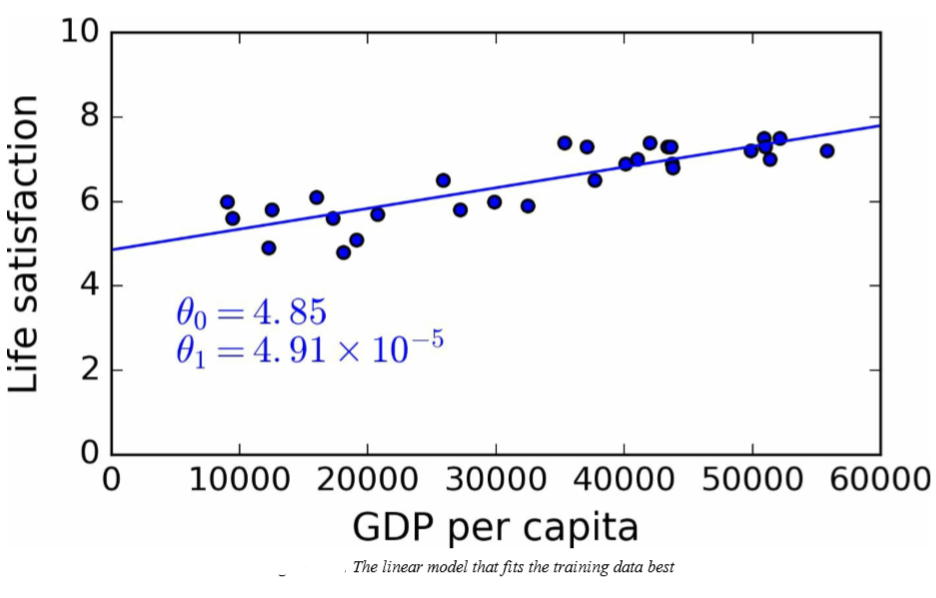 10
8
6
4
2
0
Life satisfaction
θ₀ = 4.85
θ₁ = 4.91 × 10⁻⁵
0 10000 20000 30000 40000 50000 60000
GDP per capita
. The linear model that fits the training data best